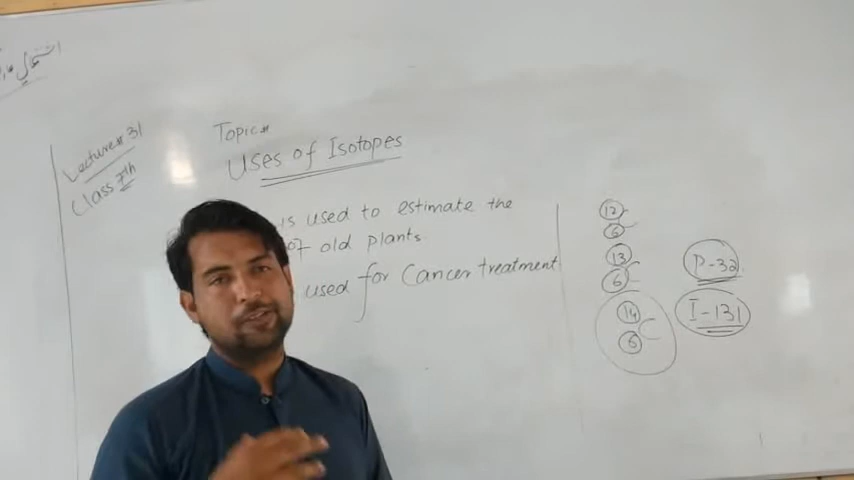 Lecture# 31
Class 7th
Topic#
Uses of Isotopes
is used to estimate the
of old plants.
used for Cancer treatment
12
6 C
13
6 C
14
6 C
P-32
I-131